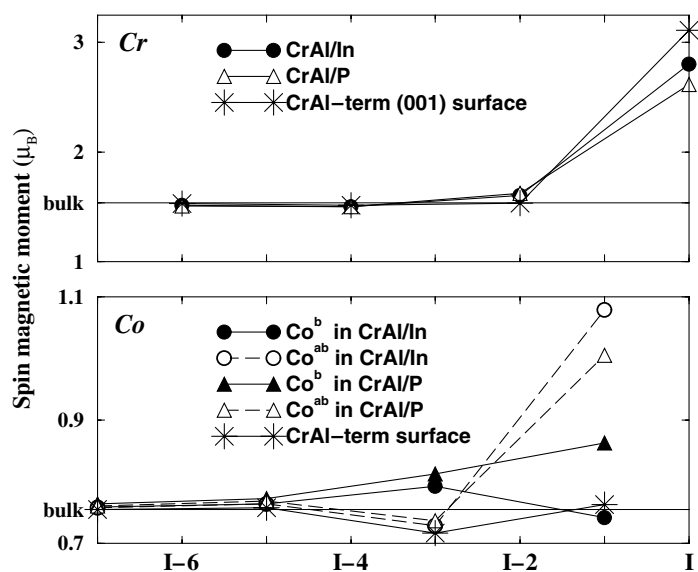 Spin magnetic moment (μB)
Cr
CrAl/In
CrAl/P
CrAl−term (001) surface
3
2
bulk
1
Co
Co^b in CrAl/In
Co^ab in CrAl/In
Co^b in CrAl/P
Co^ab in CrAl/P
CrAl−term surface
1.1
0.9
bulk
0.7
I−6 I−4 I−2 I